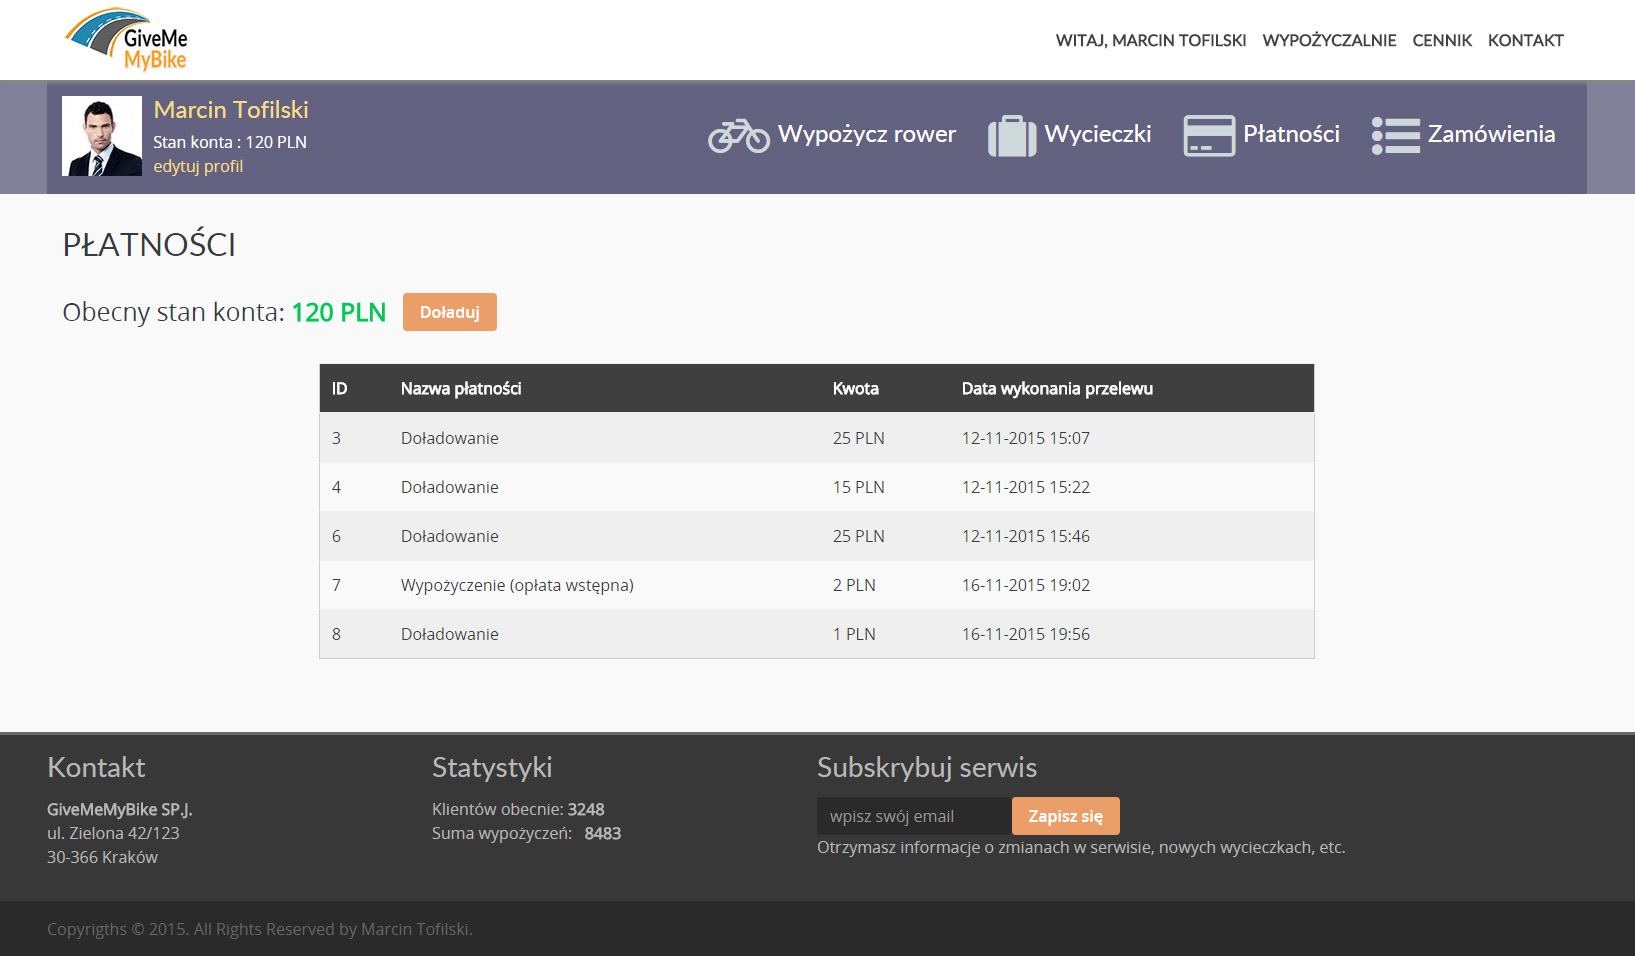 GiveMe
MyBike
WITAJ, MARCIN TOFILSKI WYPOŻYCZALNIE CENNIK KONTAKT
Marcin Tofilski
Stan konta : 120 PLN
edytuj profil
Wypożycz rower Wycieczki Płatności Zamówienia
PŁATNOŚCI
Obecny stan konta: 120 PLN Doładuj
ID Nazwa płatności Kwota Data wykonania przelewu
3 Doładowanie 25 PLN 12-11-2015 15:07
4 Doładowanie 15 PLN 12-11-2015 15:22
6 Doładowanie 25 PLN 12-11-2015 15:46
7 Wypożyczenie (opłata wstępna) 2 PLN 16-11-2015 19:02
8 Doładowanie 1 PLN 16-11-2015 19:56
Kontakt
GiveMeMyBike SP.J.
ul. Zielona 42/123
30-366 Kraków
Statystyki
Klientów obecnie: 3248
Suma wypożyczeń: 8483
Subskrybuj serwis
wpisz swój email Zapisz się
Otrzymasz informacje o zmianach w serwisie, nowych wycieczkach, etc.
Copyrigths © 2015. All Rights Reserved by Marcin Tofilski.